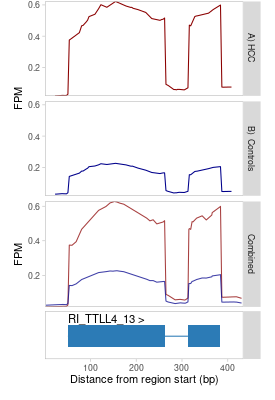 0.6
0.4
0.2
FPM
A) HCC
0.6
0.4
0.2
B). Controls
0.6
0.4
0.2
FPM
Combined
RI_TTLL4_13 >
100 200 300 400
Distance from region start (bp)